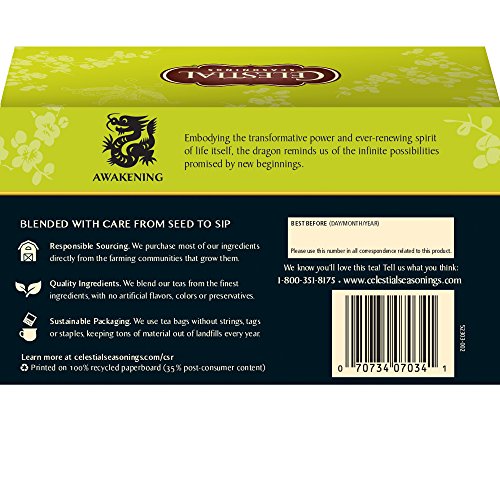 CELESTIAL
SEASONINGS
AWAKENING
Embodying the transformative power and ever-renewing spirit
of life itself, the dragon reminds us of the infinite possibilities
promised by new beginnings.
BLENDED WITH CARE FROM SEED TO SIP
Responsible Sourcing. We purchase most of our ingredients
directly from the farming communities that grow them.
Quality Ingredients. We blend our teas from the finest
ingredients, with no artificial flavors, colors or preservatives.
Sustainable Packaging. We use tea bags without strings, tags
or staples, keeping tons of material out of landfills every year.
Learn more at celestialseasonings.com/csr
Printed on 100% recycled paperboard (35% post-consumer content)
BEST BEFORE (DAY/MONTH/YEAR)
Please use this number in all correspondence related to this product.
We know you'll love this tea! Tell us what you think:
1-800-351-8175 • www.celestialseasonings.com
0 70734 07034 1
52303-002